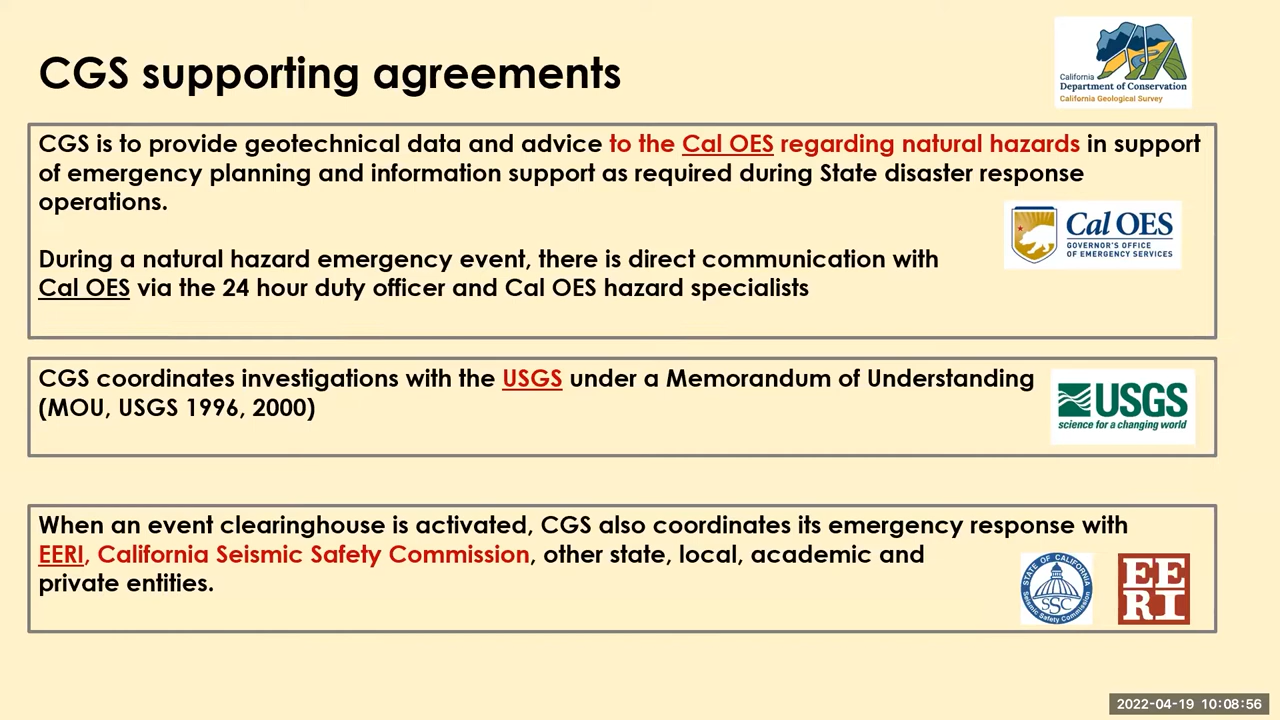 CGS supporting agreements
California
Department of Conservation
California Geological Survey
CGS is to provide geotechnical data and advice to the Cal OES regarding natural hazards in support
of emergency planning and information support as required during State disaster response
operations.
Cal OES
GOVERNOR'S OFFICE
OF EMERGENCY SERVICES
During a natural hazard emergency event, there is direct communication with
Cal OES via the 24 hour duty officer and Cal OES hazard specialists
CGS coordinates investigations with the USGS under a Memorandum of Understanding
(MOU, USGS 1996, 2000)
USGS
science for a changing world
When an event clearinghouse is activated, CGS also coordinates its emergency response with
EERI, California Seismic Safety Commission, other state, local, academic and
private entities.
STATE OF CALIFORNIA
SSC
Seismic Safety Commission
EE
RI
2022-04-19 10:08:56